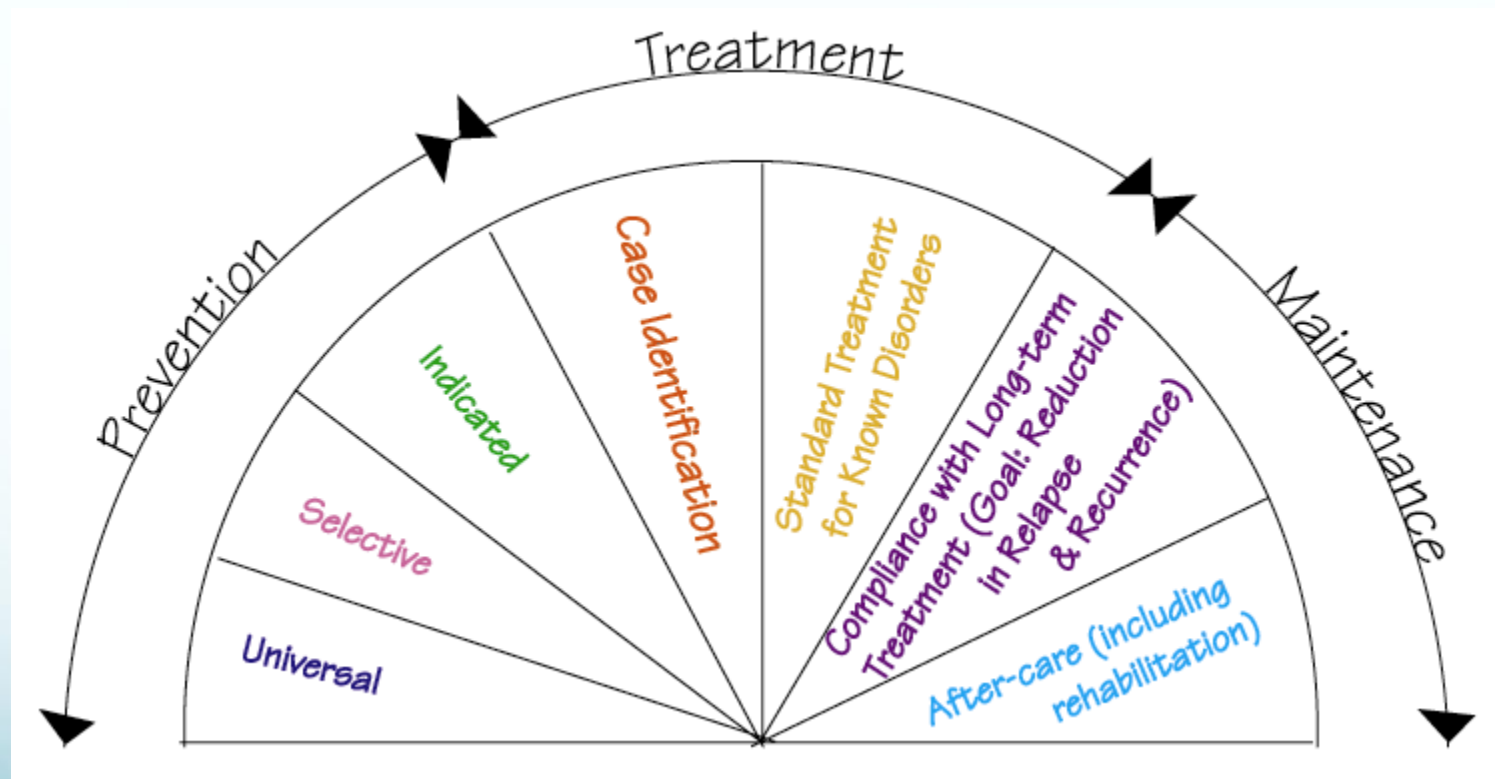 Treatment
Prevention
Maintenance
Universal
Selective
Indicated
Case Identification
Standard Treatment
for Known Disorders
Compliance with Long-term
Treatment (Goal: Reduction
in Relapse
& Recurrence)
After-care (including
rehabilitation)